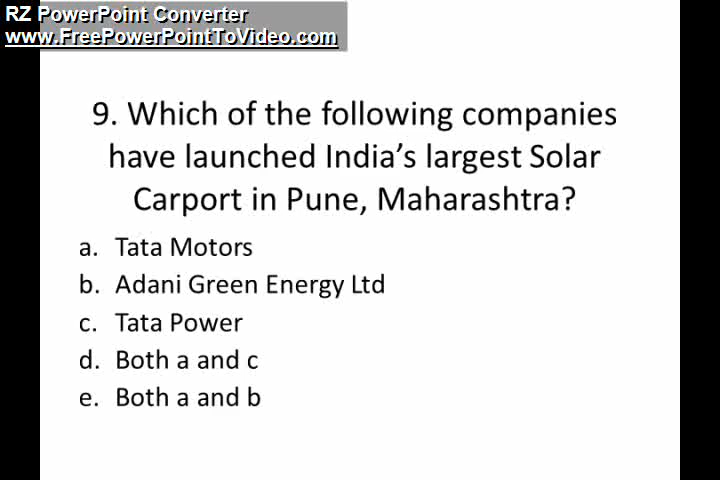 RZ PowerPoint Converter
www.FreePowerPointToVideo.com
9. Which of the following companies
have launched India’s largest Solar
Carport in Pune, Maharashtra?
a. Tata Motors
b. Adani Green Energy Ltd
c. Tata Power
d. Both a and c
e. Both a and b